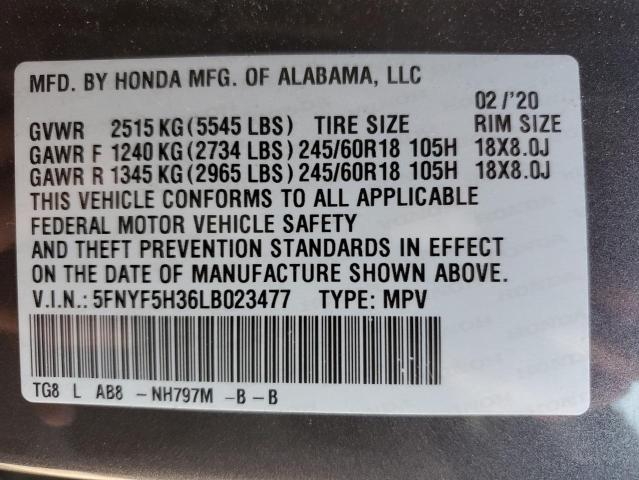 MFD. BY HONDA MFG. OF ALABAMA, LLC
02 /'20
GVWR 2515 KG (5545 LBS) TIRE SIZE RIM SIZE
GAWR F 1240 KG (2734 LBS) 245/60R18 105H 18X8.0J
GAWR R 1345 KG (2965 LBS) 245/60R18 105H 18X8.0J
THIS VEHICLE CONFORMS TO ALL APPLICABLE
FEDERAL MOTOR VEHICLE SAFETY
AND THEFT PREVENTION STANDARDS IN EFFECT
ON THE DATE OF MANUFACTURE SHOWN ABOVE.
V.I.N.: 5FNYF5H36LB023477 TYPE: MPV
TG8 L AB8 -NH797M -B-B